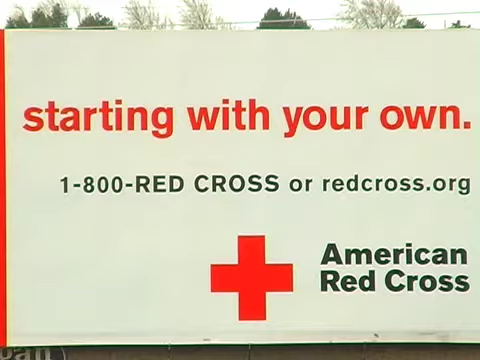 starting with your own.
1-800-RED CROSS or redcross.org
American
Red Cross